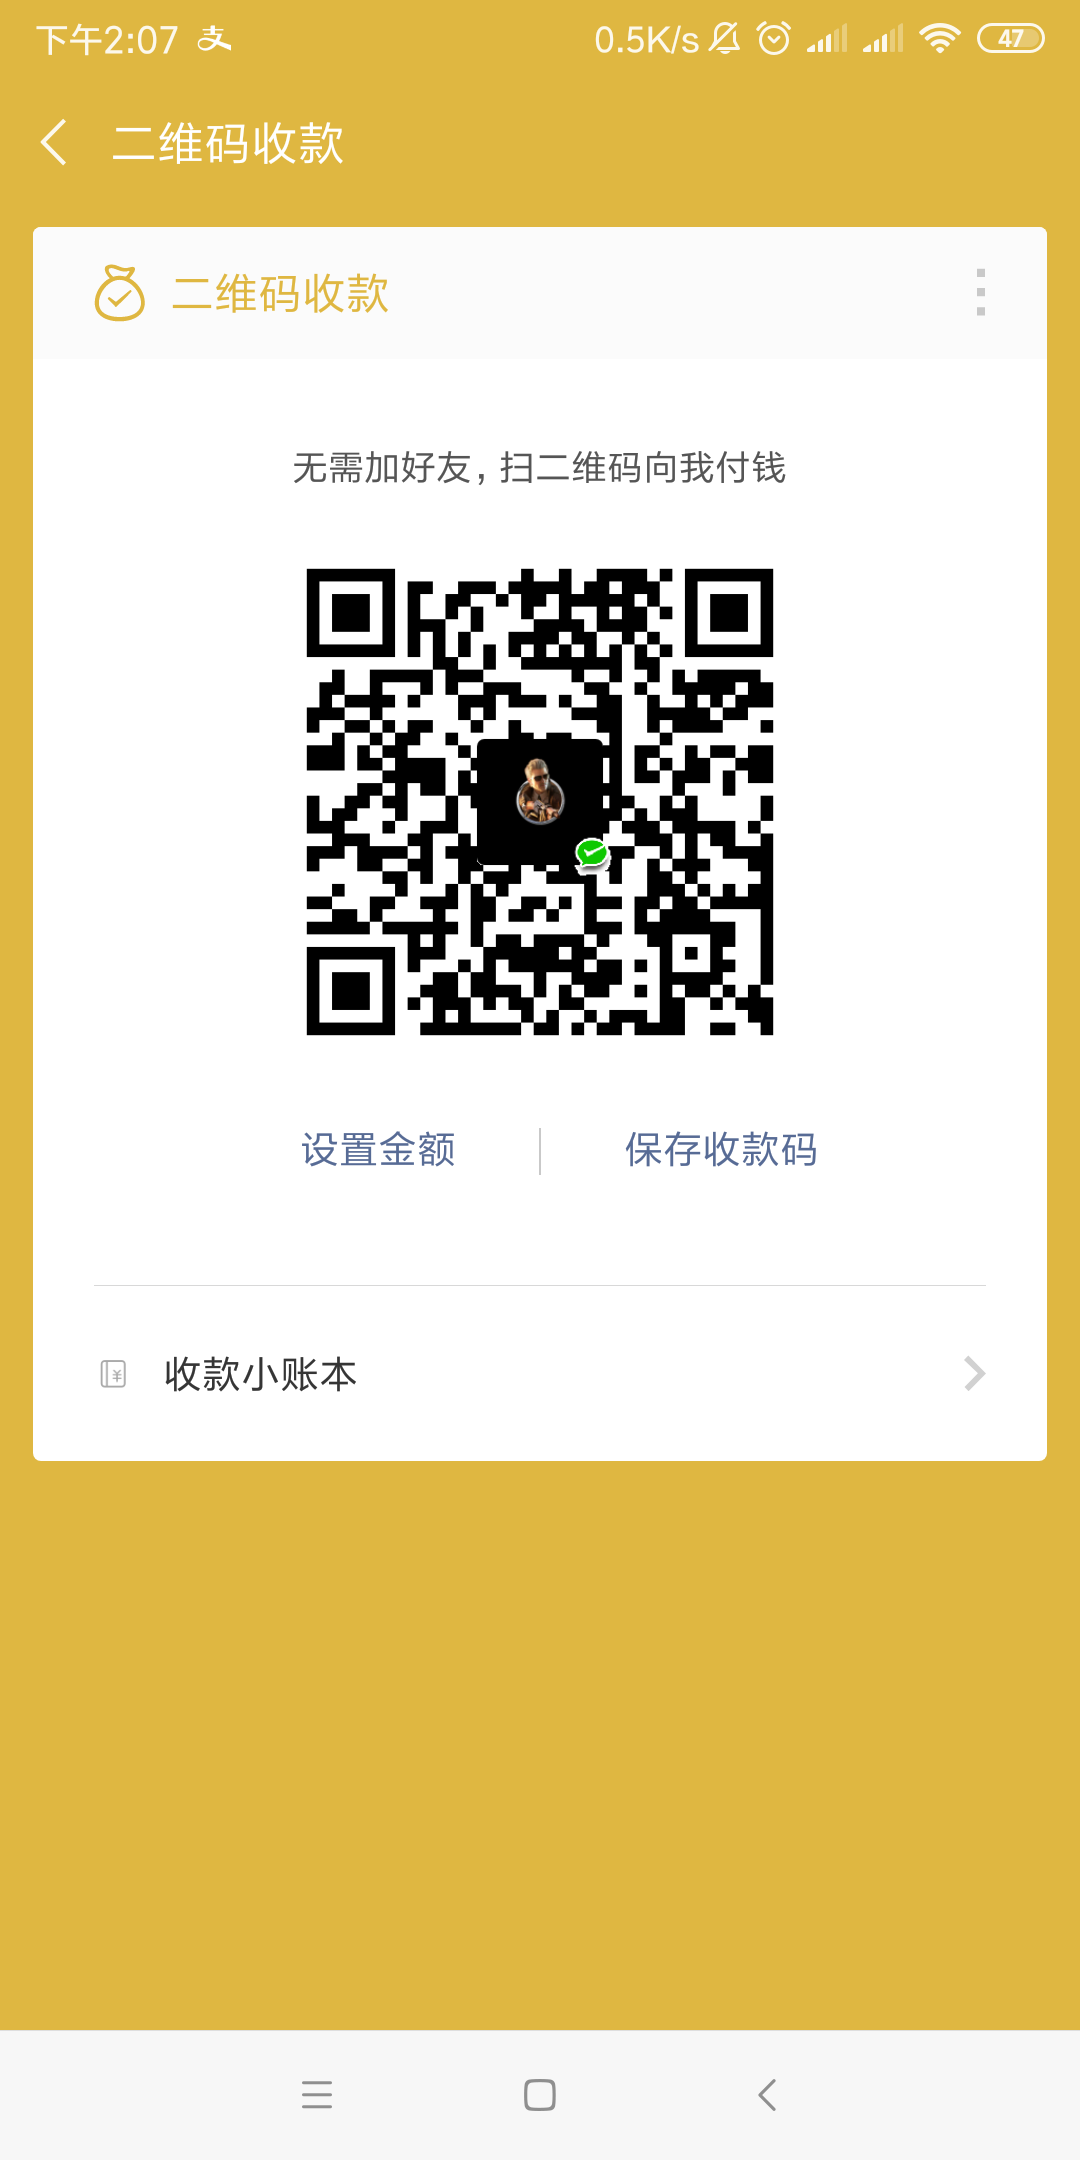 下午2:07 支 0.5K/s 47
二维码收款
二维码收款
无需加好友,扫二维码向我付钱
设置金额 保存收款码
¥ 收款小账本